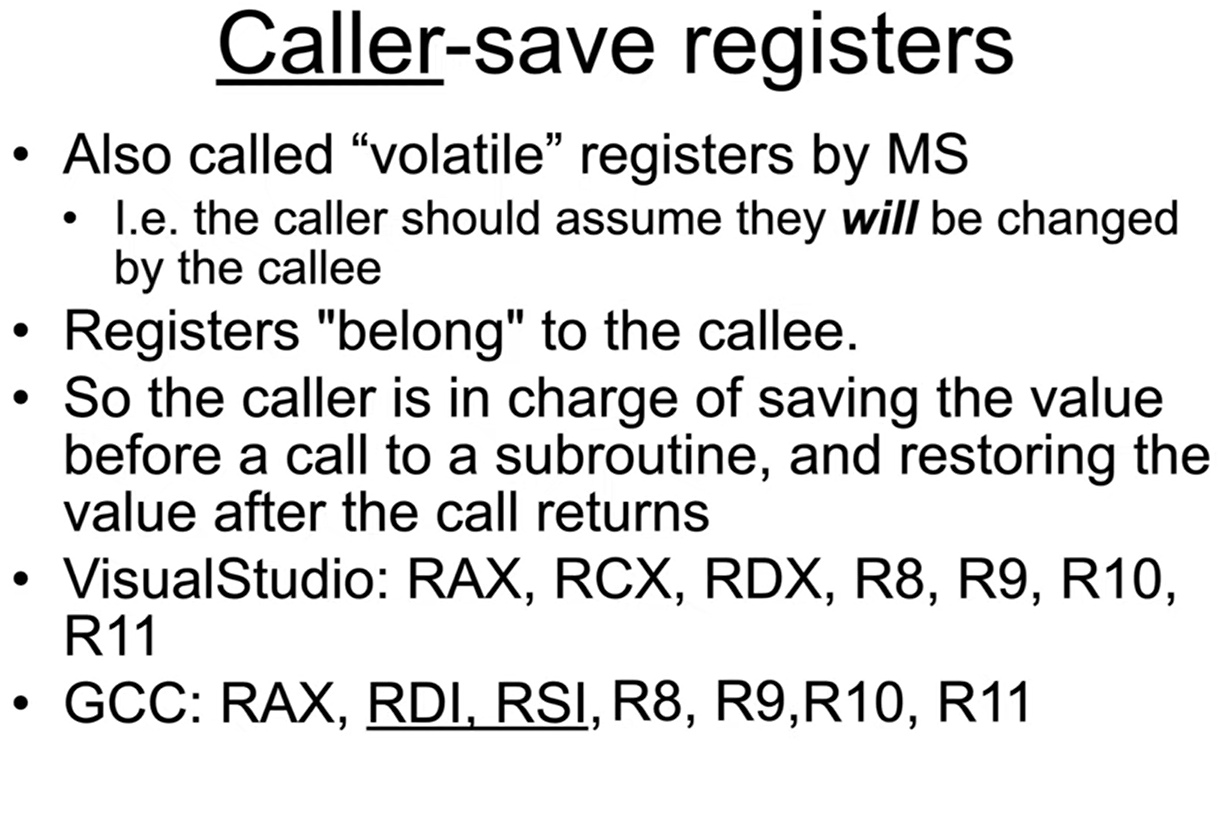 Caller-save registers
• Also called “volatile” registers by MS
• I.e. the caller should assume they will be changed
by the callee
• Registers "belong" to the callee.
• So the caller is in charge of saving the value
before a call to a subroutine, and restoring the
value after the call returns
• VisualStudio: RAX, RCX, RDX, R8, R9, R10,
R11
• GCC: RAX, RDI, RSI, R8, R9,R10, R11